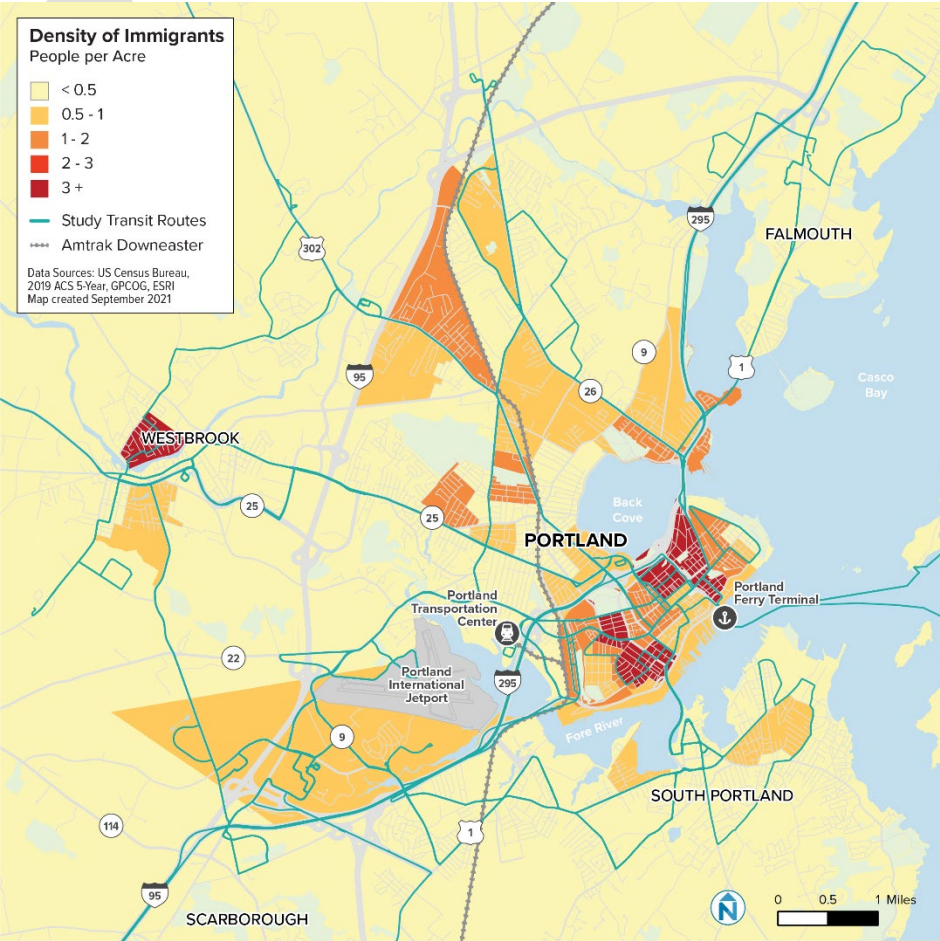 Density of Immigrants
People per Acre
< 0.5
0.5 - 1
1 - 2
2 - 3
3 +
Study Transit Routes
Amtrak Downeaster
Data Sources: US Census Bureau,
2019 ACS 5-Year, GPCOG, ESRI
Map created September 2021
295
FALMOUTH
302
9
1
95
26
Casco
Bay
WESTBROOK
25
25
Back
Cove
PORTLAND
Portland
Ferry Terminal
Portland
Transportation
Center
22
Portland
International
Jetport
295
9
Fore River
SOUTH PORTLAND
114
1
95
SCARBOROUGH
N
0 0.5 1 Miles